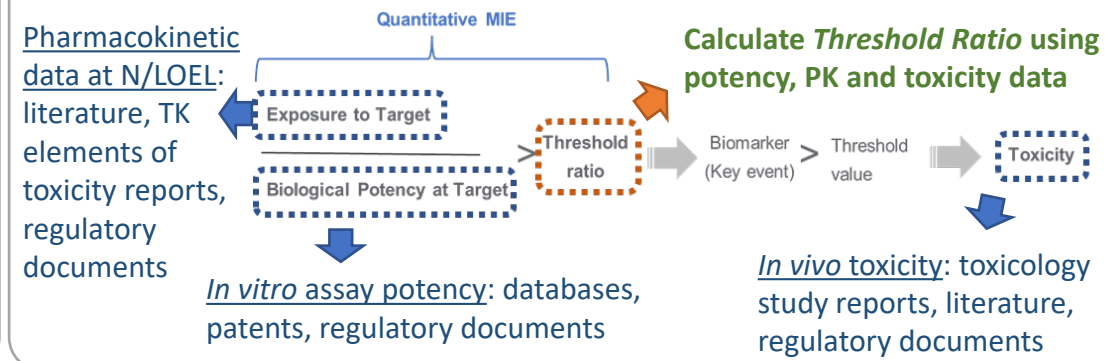 Quantitative MIE
Pharmacokinetic
data at N/LOEL:
literature, TK
elements of
toxicity reports,
regulatory
documents
Exposure to Target
Biological Potency at Target
>
Threshold
ratio
Calculate Threshold Ratio using
potency, PK and toxicity data
Biomarker
(Key event)
>
Threshold
value
Toxicity
In vitro assay potency: databases,
patents, regulatory documents
In vivo toxicity: toxicology
study reports, literature,
regulatory documents